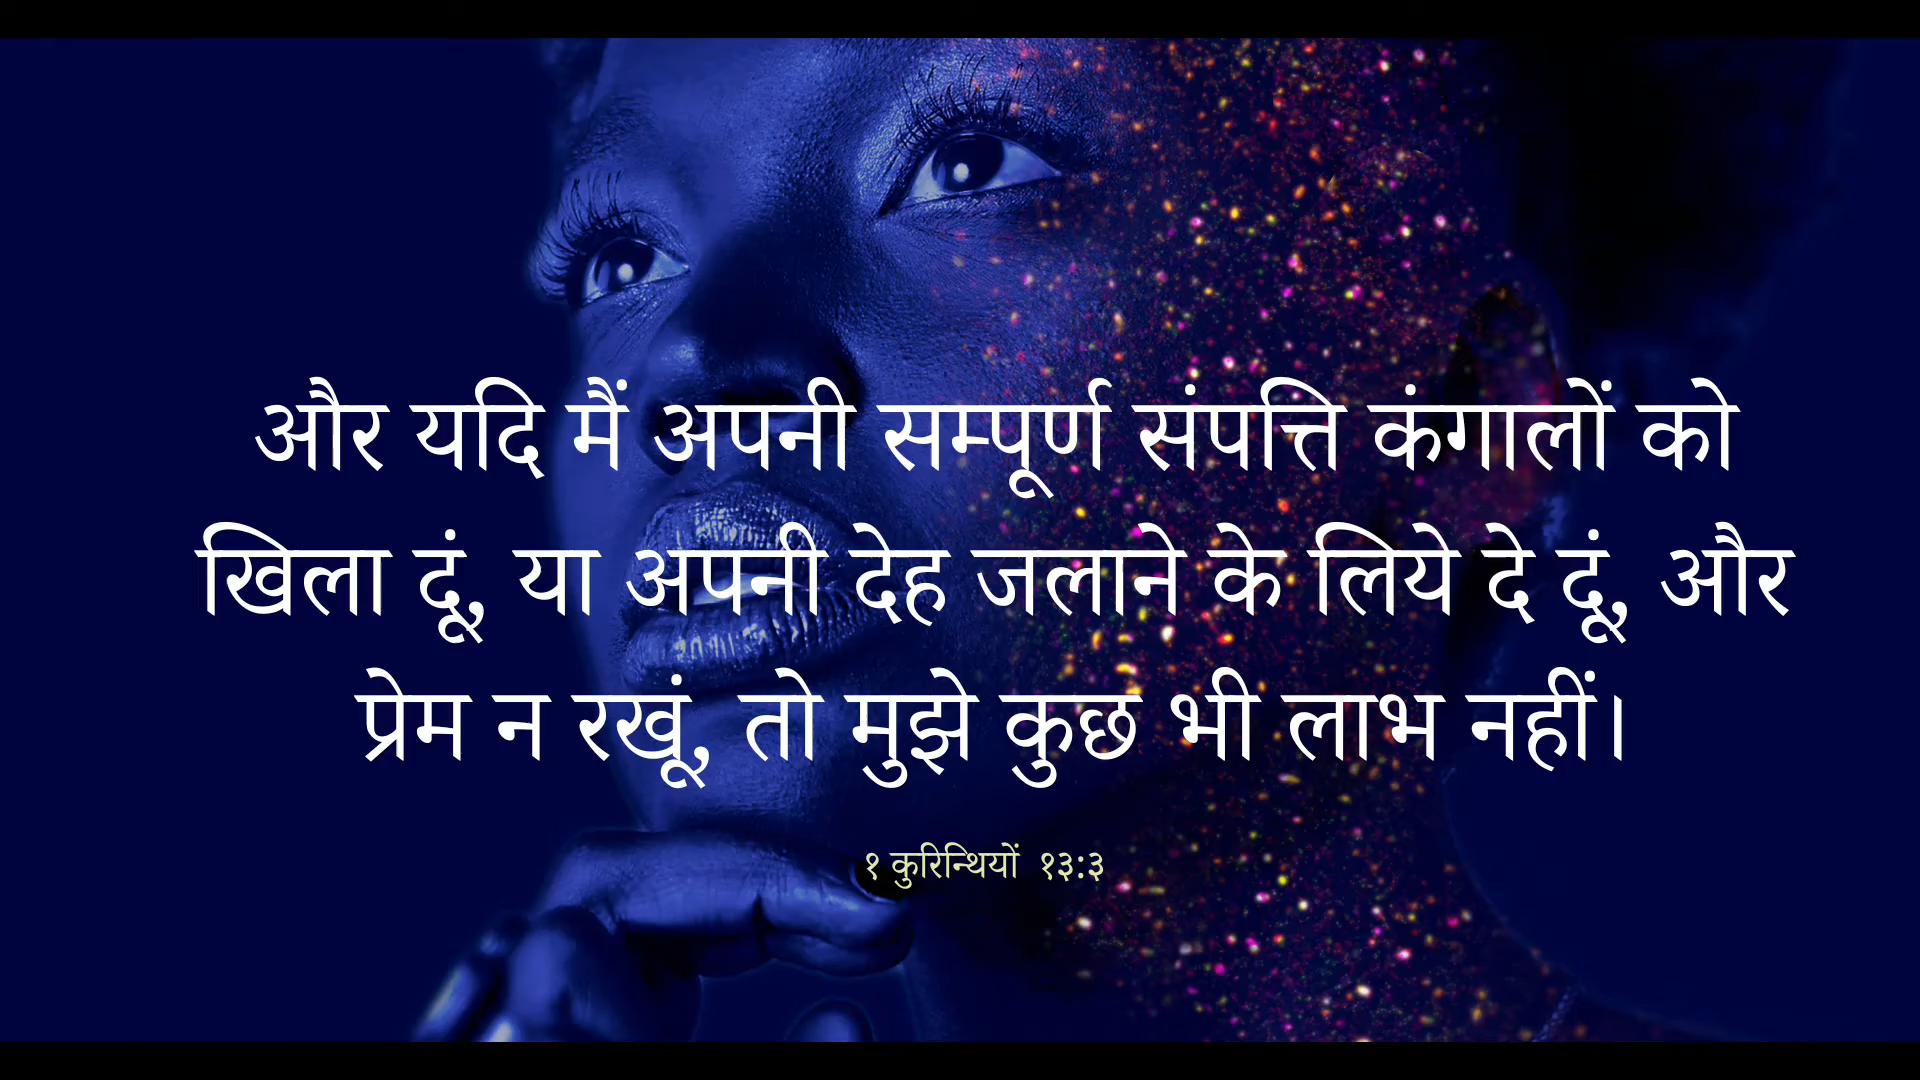 और यदि मैं अपनी सम्पूर्ण संपत्ति कंगालों को
खिला दूं, या अपनी देह जलाने के लिये दे दूं, और
प्रेम न रखूं, तो मुझे कुछ भी लाभ नहीं।
१ कुरिन्थियों १३:३